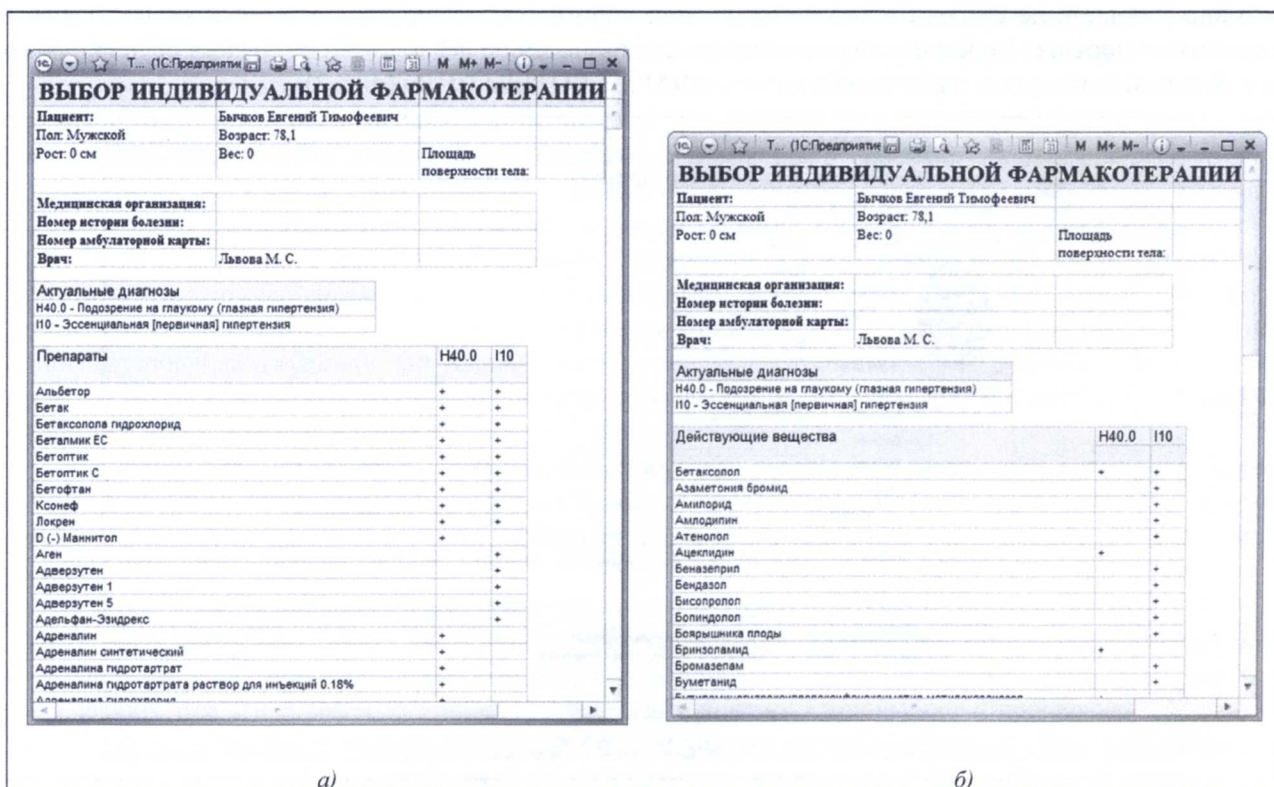 Т... (1С:Предприятие M M+ M-
ВЫБОР ИНДИВИДУАЛЬНОЙ ФАРМАКОТЕРАПИИ
Пациент: Бычков Евгений Тимофеевич
Пол: Мужской Возраст: 78,1
Рост: 0 см Вес: 0 Площадь
поверхности тела:
Медицинская организация:
Номер истории болезни:
Номер амбулаторной карты:
Врач: Львова М. С.
Актуальные диагнозы
H40.0 - Подозрение на глаукому (глазная гипертензия)
I10 - Эссенциальная [первичная] гипертензия
Препараты H40.0 I10
Альбетор + +
Бетак + +
Бетаксолола гидрохлорид + +
Беталмик ЕС + +
Бетоптик + +
Бетоптик С + +
Бетофтан + +
Ксонеф + +
Локрен + +
D (-) Маннитол +
Аген +
Адверзутен +
Адверзутен 1 +
Адверзутен 5 +
Адельфан-Эзидрекс +
Адреналин +
Адреналин синтетический +
Адреналина гидротартрат +
Адреналина гидротартрата раствор для инъекций 0.18% +
а)
Т... (1С:Предприятие M M+ M-
ВЫБОР ИНДИВИДУАЛЬНОЙ ФАРМАКОТЕРАПИИ
Пациент: Бычков Евгений Тимофеевич
Пол: Мужской Возраст: 78,1
Рост: 0 см Вес: 0 Площадь
поверхности тела:
Медицинская организация:
Номер истории болезни:
Номер амбулаторной карты:
Врач: Львова М. С.
Актуальные диагнозы
H40.0 - Подозрение на глаукому (глазная гипертензия)
I10 - Эссенциальная [первичная] гипертензия
Действующие вещества H40.0 I10
Бетаксолол + +
Азаметония бромид +
Амилорид +
Амлодипин +
Атенолол +
Ацеклидин +
Беназеприл +
Бендазол +
Бисопролол +
Бопиндолол +
Боярышника плоды +
Бринзоламид +
Бромазепам +
Буметанид +
б)